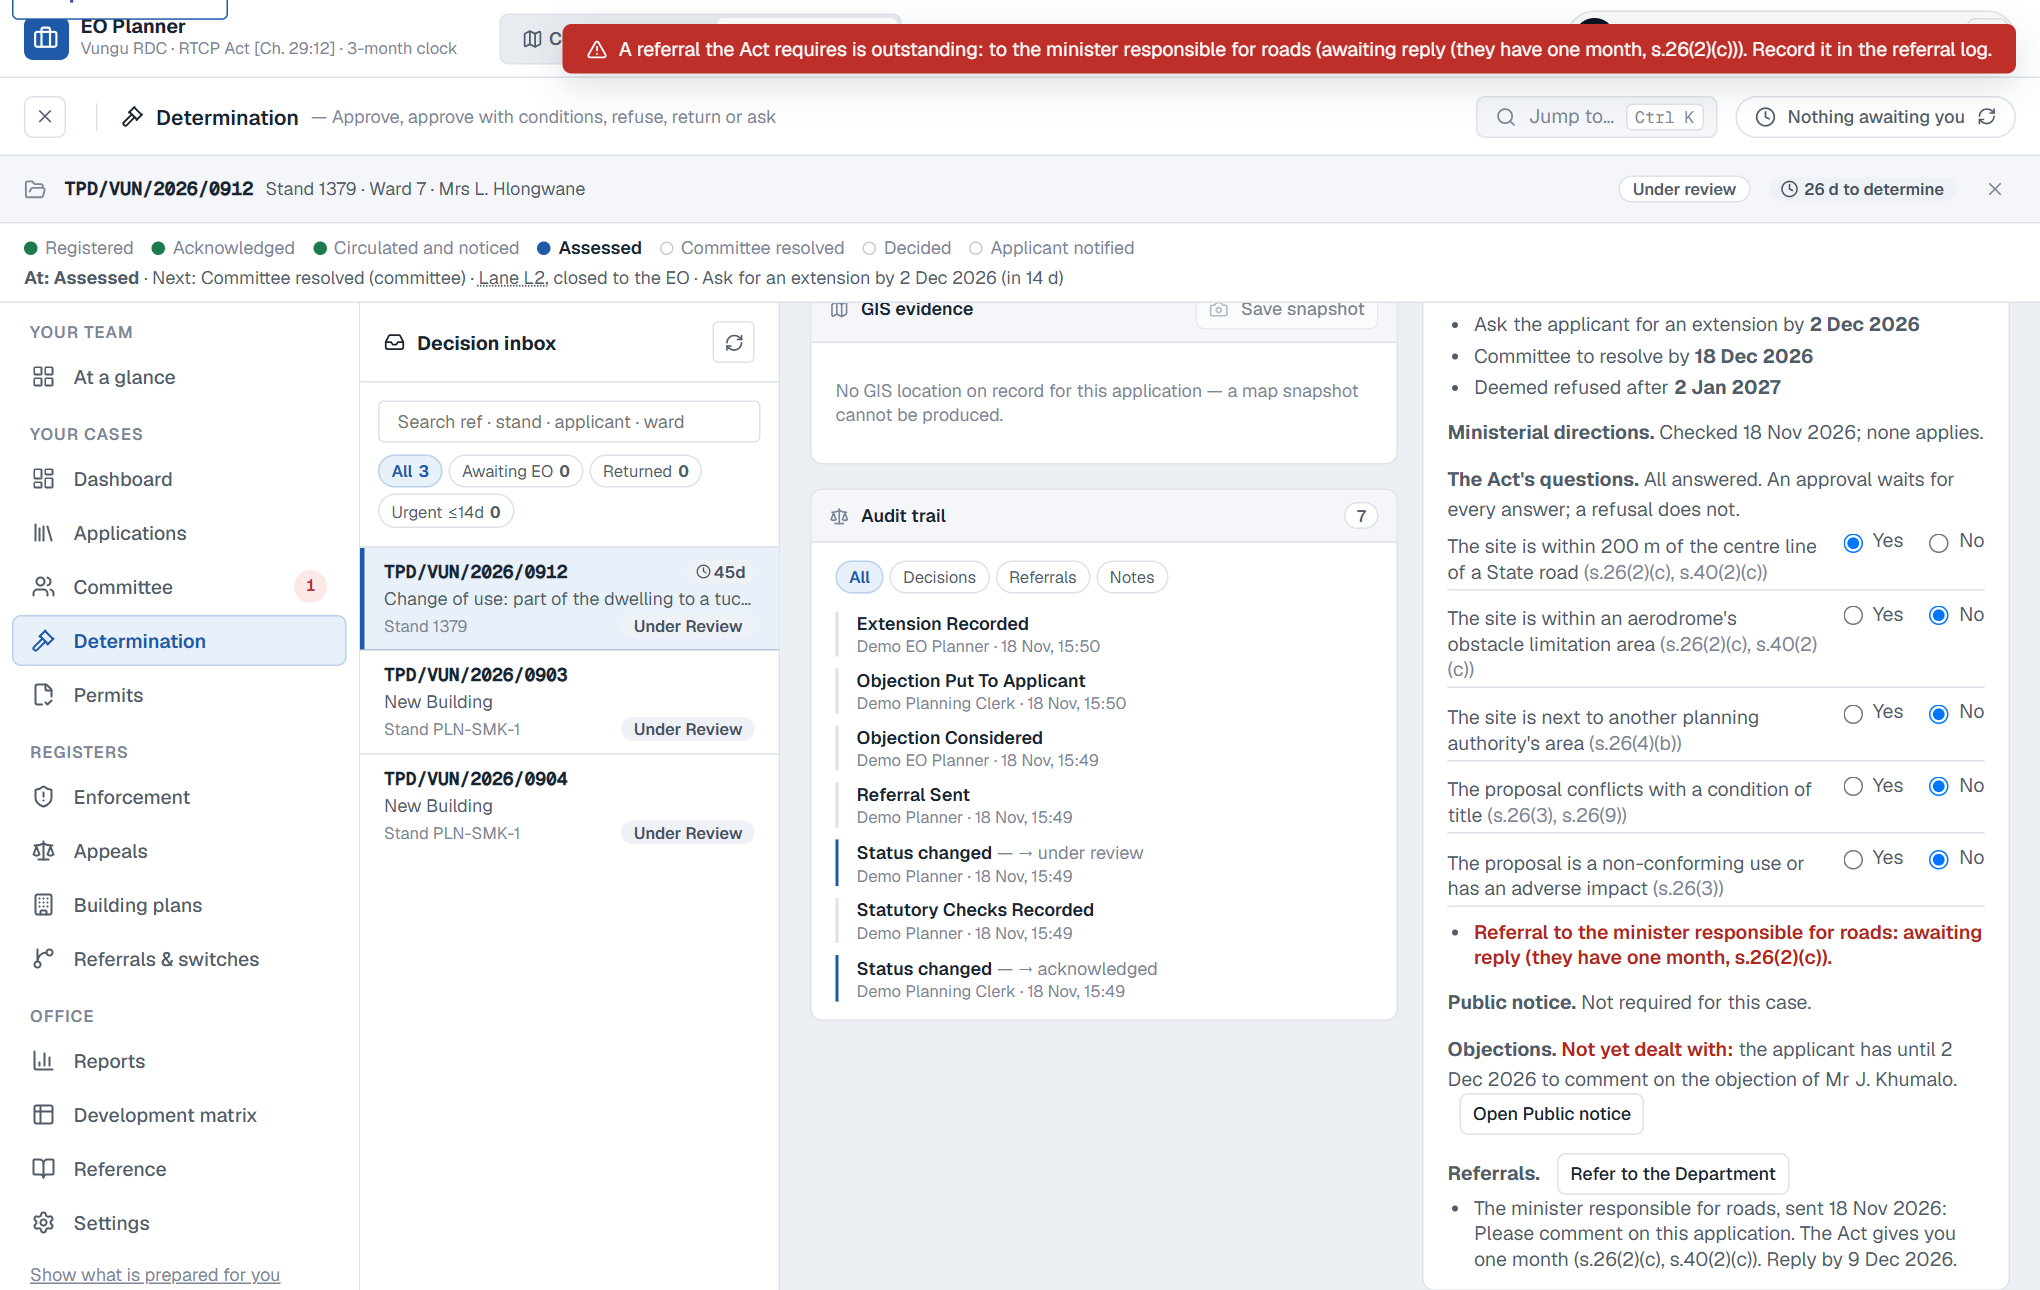 EO Planner
Vungu RDC · RTCP Act [Ch. 29:12] · 3-month clock
A referral the Act requires is outstanding: to the minister responsible for roads (awaiting reply (they have one month, s.26(2)(c))). Record it in the referral log.
Determination — Approve, approve with conditions, refuse, return or ask
Jump to... Ctrl K
Nothing awaiting you
TPD/VUN/2026/0912 Stand 1379 · Ward 7 · Mrs L. Hlongwane
Under review
26 d to determine
Registered Acknowledged Circulated and noticed Assessed Committee resolved Decided Applicant notified
At: Assessed · Next: Committee resolved (committee) · Lane L2, closed to the EO · Ask for an extension by 2 Dec 2026 (in 14 d)
YOUR TEAM
At a glance
YOUR CASES
Dashboard
Applications
Committee 1
Determination
Permits
REGISTERS
Enforcement
Appeals
Building plans
Referrals & switches
OFFICE
Reports
Development matrix
Reference
Settings
Show what is prepared for you
Decision inbox
Search ref · stand · applicant · ward
All 3
Awaiting EO 0
Returned 0
Urgent ≤14d 0
TPD/VUN/2026/0912 45d
Change of use: part of the dwelling to a tuc...
Stand 1379 Under Review
TPD/VUN/2026/0903
New Building
Stand PLN-SMK-1 Under Review
TPD/VUN/2026/0904
New Building
Stand PLN-SMK-1 Under Review
GIS evidence
Save snapshot
No GIS location on record for this application — a map snapshot
cannot be produced.
Audit trail 7
All Decisions Referrals Notes
Extension Recorded
Demo EO Planner · 18 Nov, 15:50
Objection Put To Applicant
Demo Planning Clerk · 18 Nov, 15:50
Objection Considered
Demo EO Planner · 18 Nov, 15:49
Referral Sent
Demo Planner · 18 Nov, 15:49
Status changed — → under review
Demo Planner · 18 Nov, 15:49
Statutory Checks Recorded
Demo Planner · 18 Nov, 15:49
Status changed — → acknowledged
Demo Planning Clerk · 18 Nov, 15:49
• Ask the applicant for an extension by 2 Dec 2026
• Committee to resolve by 18 Dec 2026
• Deemed refused after 2 Jan 2027
Ministerial directions. Checked 18 Nov 2026; none applies.
The Act's questions. All answered. An approval waits for
every answer; a refusal does not.
The site is within 200 m of the centre line
of a State road (s.26(2)(c), s.40(2)(c))
Yes No
The site is within an aerodrome's
obstacle limitation area (s.26(2)(c), s.40(2)
(c))
Yes No
The site is next to another planning
authority's area (s.26(4)(b))
Yes No
The proposal conflicts with a condition of
title (s.26(3), s.26(9))
Yes No
The proposal is a non-conforming use or
has an adverse impact (s.26(3))
Yes No
• Referral to the minister responsible for roads: awaiting
reply (they have one month, s.26(2)(c)).
Public notice. Not required for this case.
Objections. Not yet dealt with: the applicant has until 2
Dec 2026 to comment on the objection of Mr J. Khumalo.
Open Public notice
Referrals. Refer to the Department
• The minister responsible for roads, sent 18 Nov 2026:
Please comment on this application. The Act gives you
one month (s.26(2)(c), s.40(2)(c)). Reply by 9 Dec 2026.